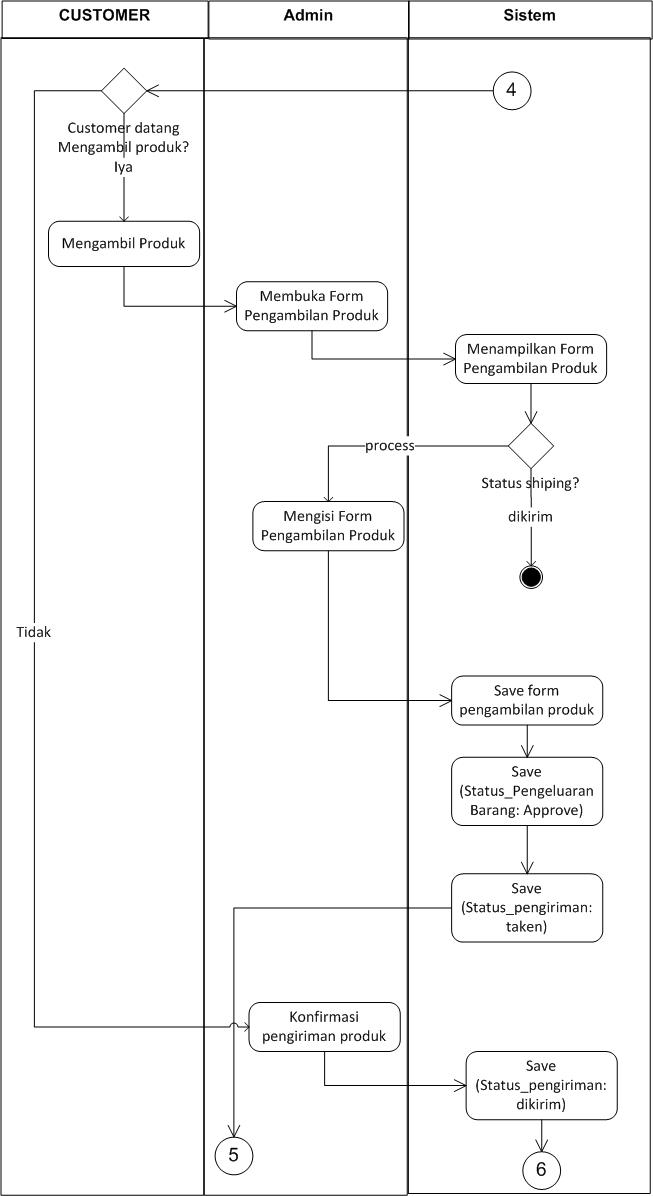 CUSTOMER
Admin
Sistem
4
Customer datang
Mengambil produk?
Iya
Mengambil Produk
Membuka Form
Pengambilan Produk
Menampilkan Form
Pengambilan Produk
process
Status shiping?
dikirim
Mengisi Form
Pengambilan Produk
Tidak
Save form
pengambilan produk
Save
(Status_Pengeluaran
Barang: Approve)
Save
(Status_pengiriman:
taken)
Konfirmasi
pengiriman produk
Save
(Status_pengiriman:
dikirim)
5
6